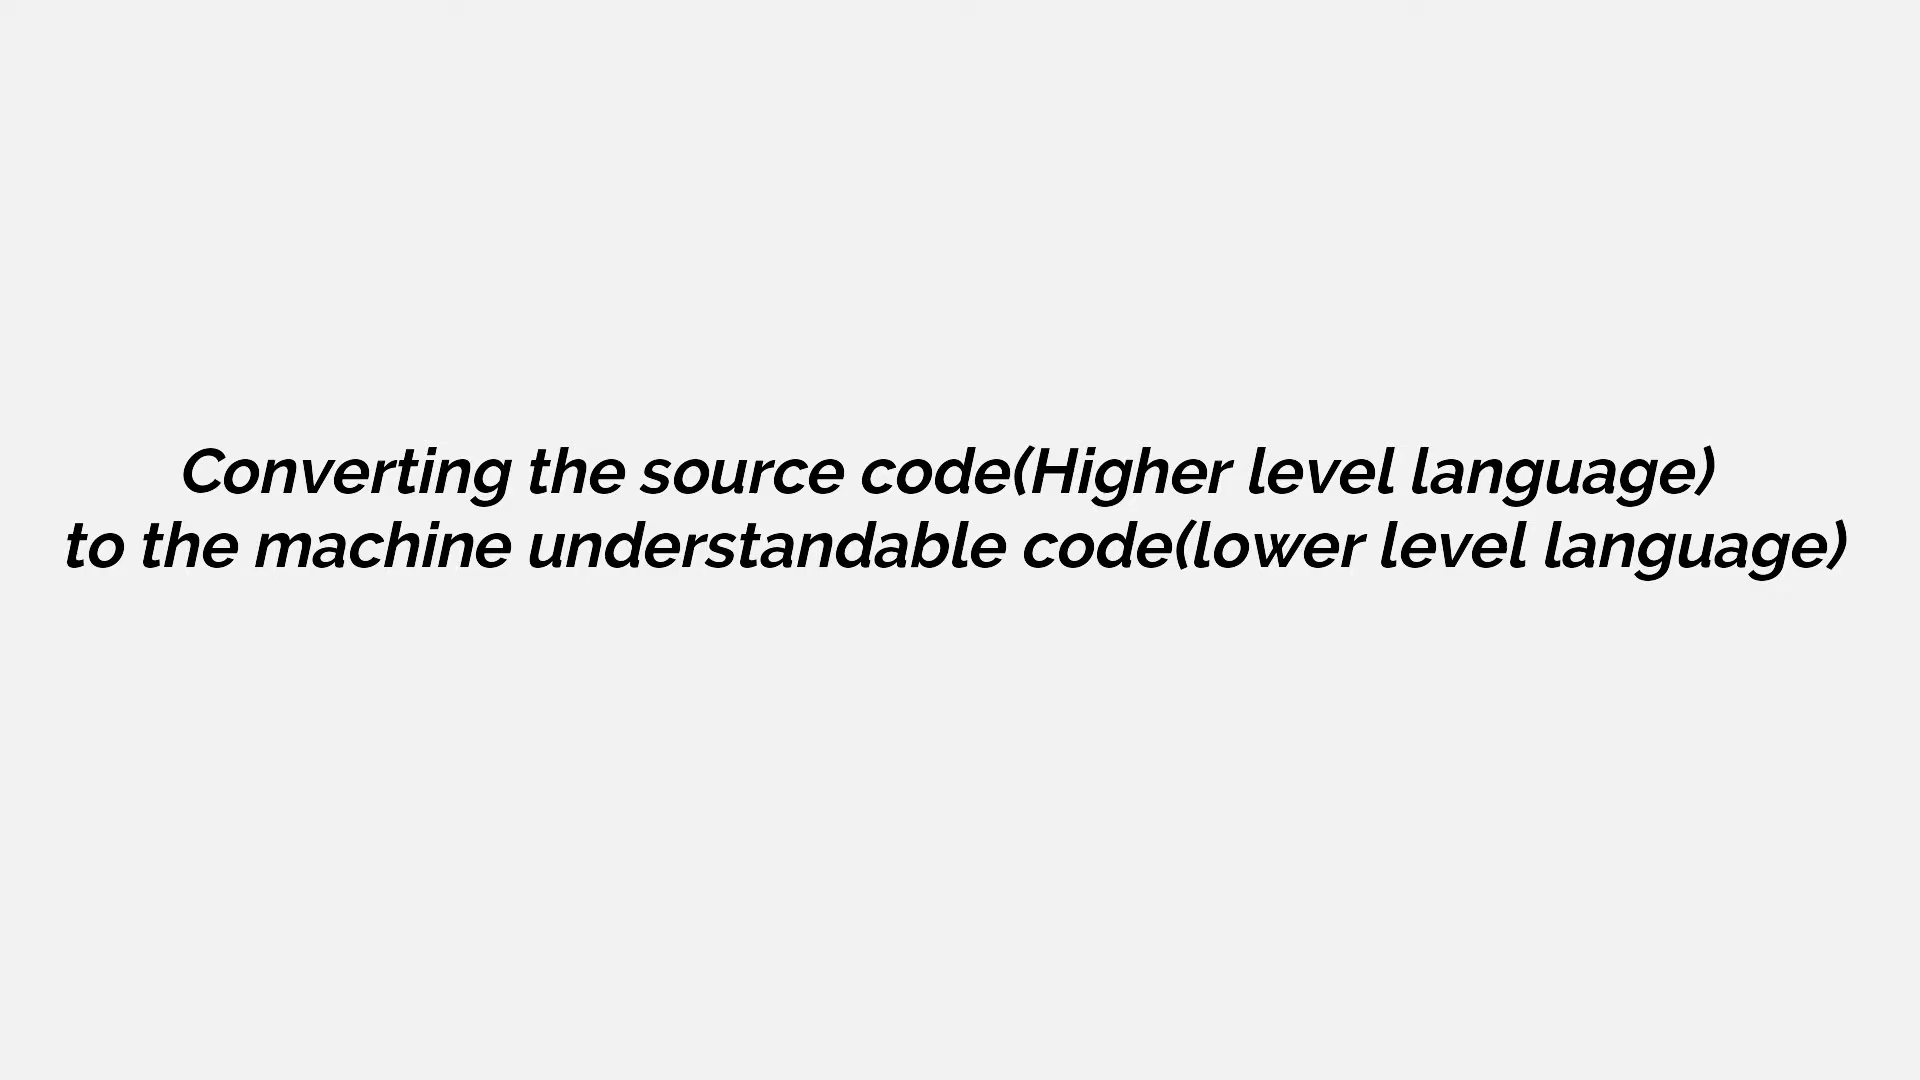 Converting the source code(Higher level language)
to the machine understandable code(lower level language)